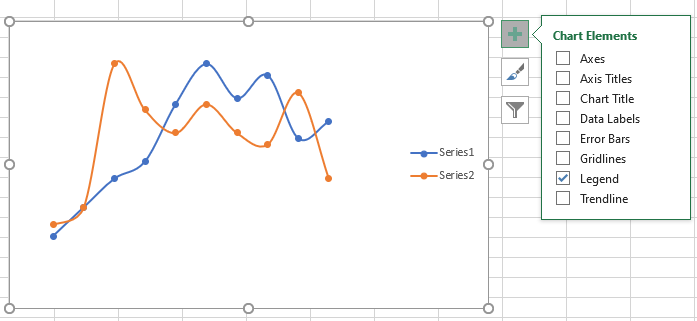 Series1
Series2
Chart Elements
Axes
Axis Titles
Chart Title
Data Labels
Error Bars
Gridlines
Legend
Trendline